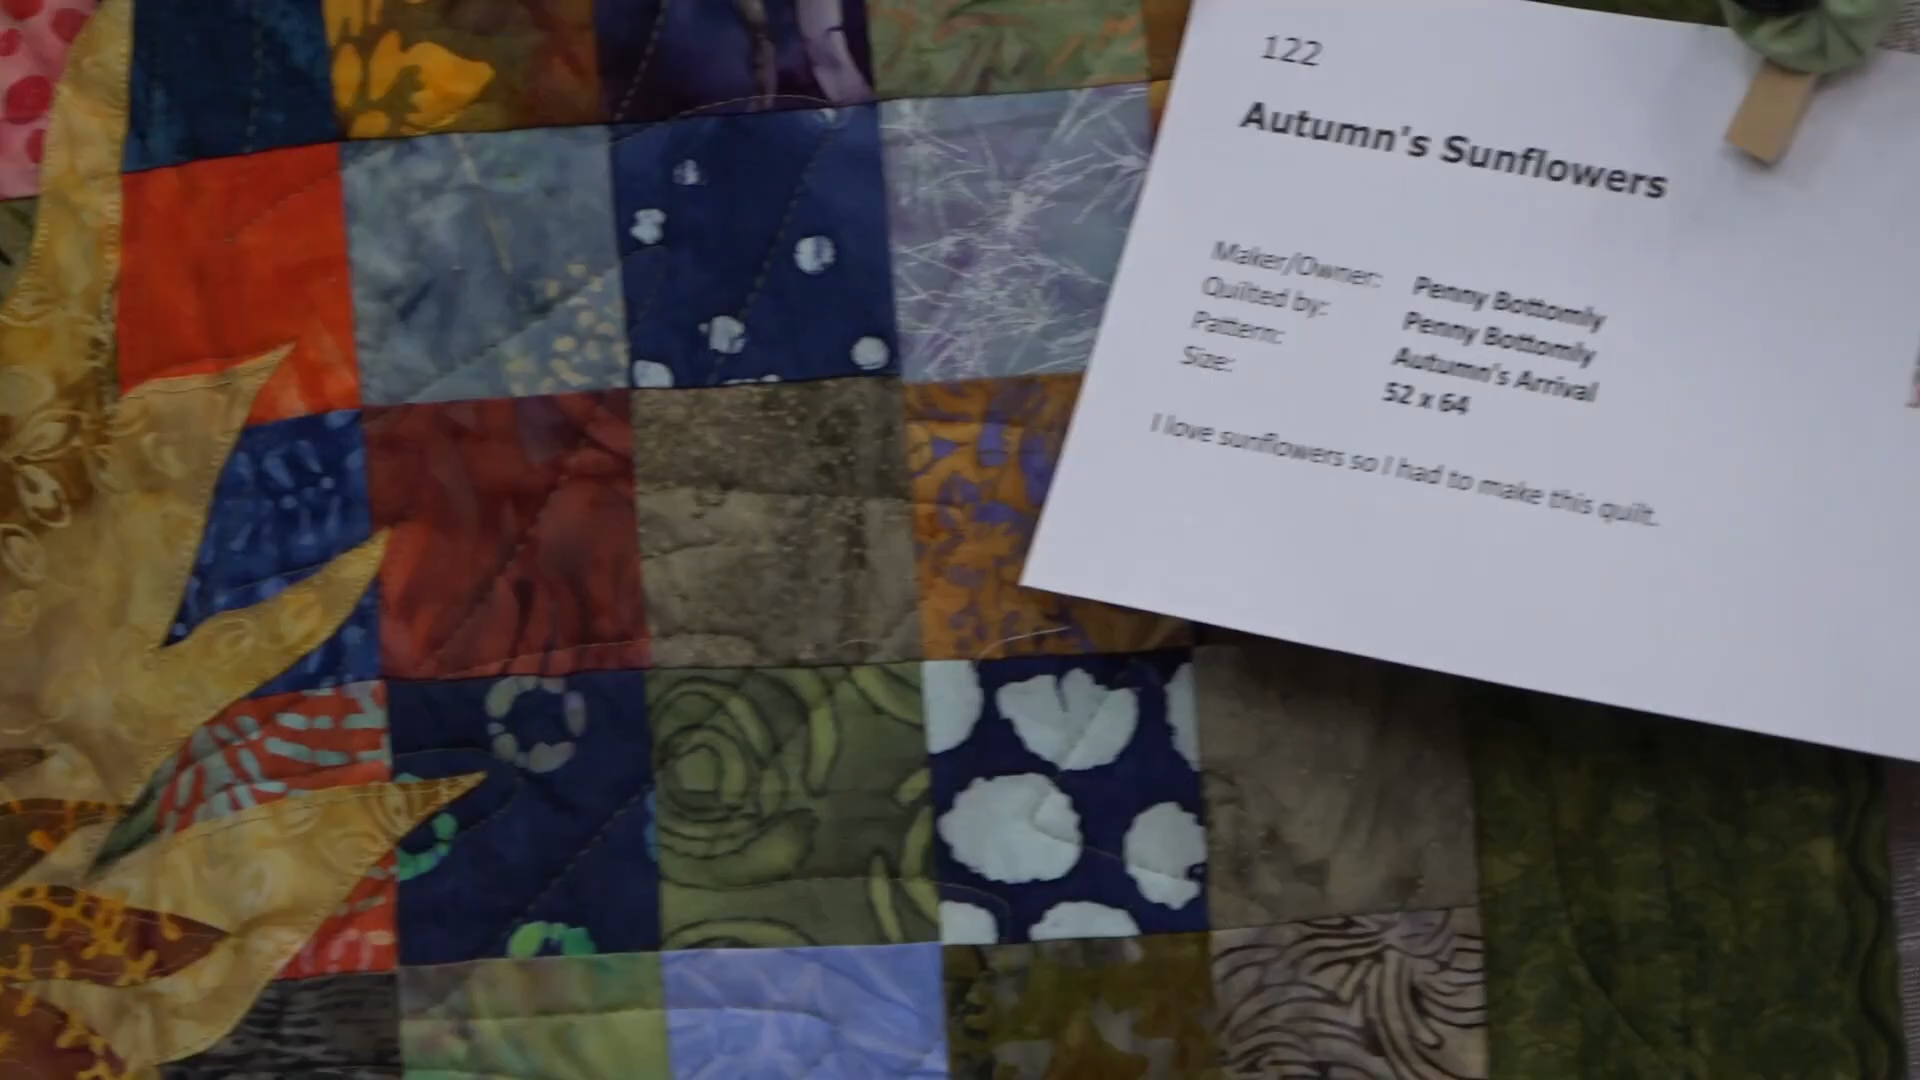 122
Autumn's Sunflowers
Maker/Owner: Penny Bottomly
Quilted by: Penny Bottomly
Pattern: Autumn's Arrival
Size: 52 x 64
I love sunflowers so I had to make this quilt.